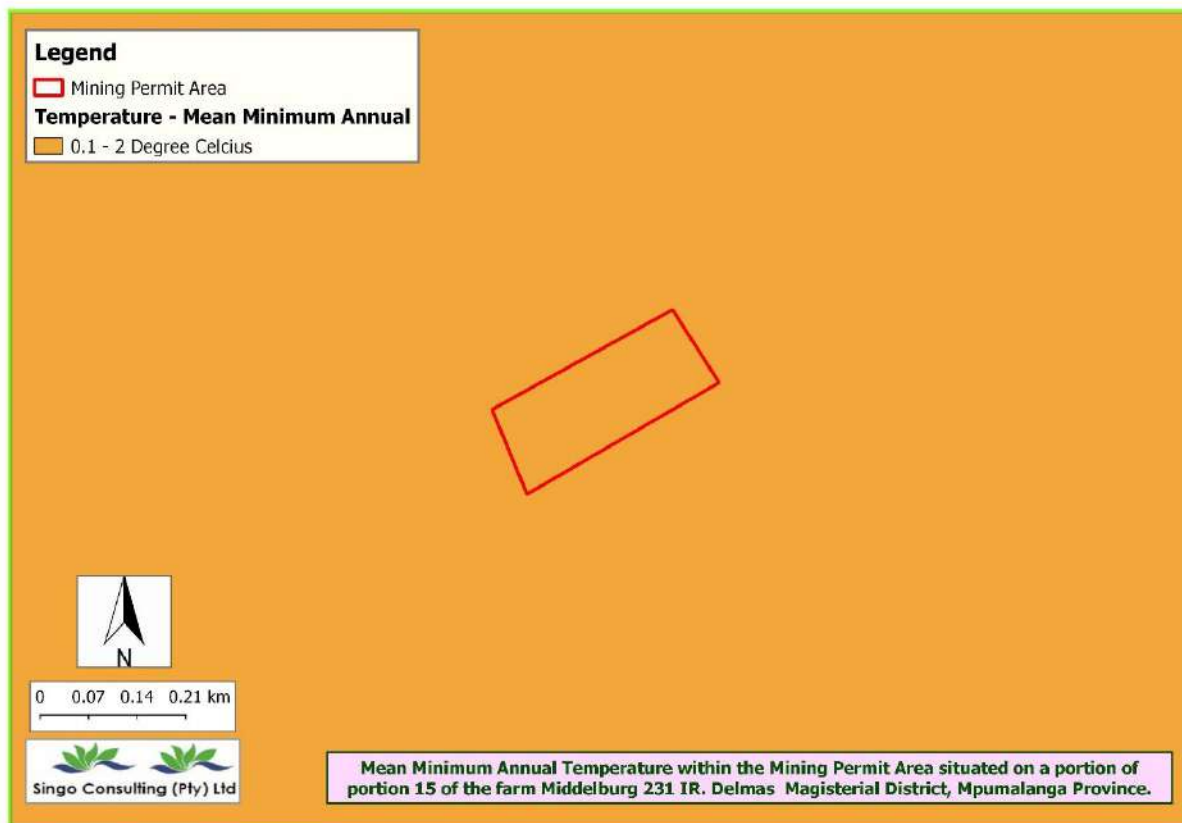 Legend
Mining Permit Area
Temperature - Mean Minimum Annual
0.1 - 2 Degree Celcius
N
0 0.07 0.14 0.21 km
Singo Consulting (Pty) Ltd
Mean Minimum Annual Temperature within the Mining Permit Area situated on a portion of
portion 15 of the farm Middelburg 231 IR. Delmas Magisterial District, Mpumalanga Province.